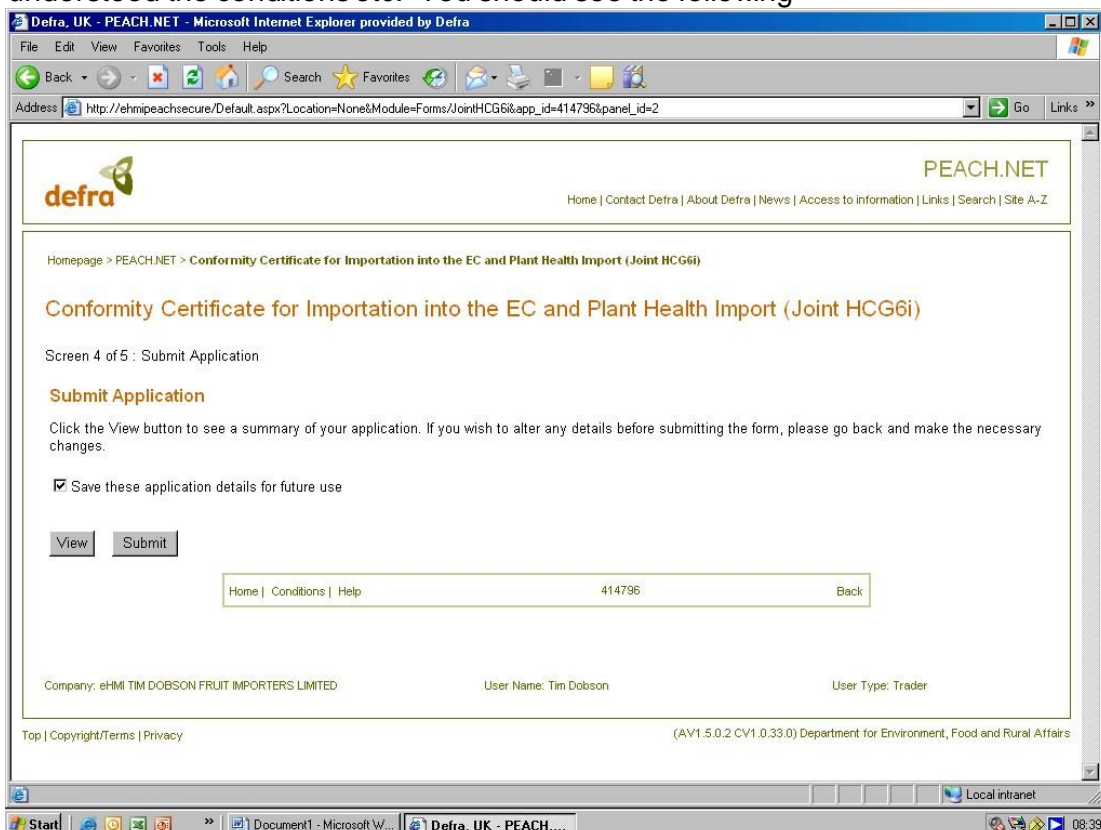 understood the conditions etc. You should see the following
Defra, UK - PEACH.NET - Microsoft Internet Explorer provided by Defra
File Edit View Favorites Tools Help
Back Search Favorites
Address http://ehmipeachsecure/Default.aspx?Location=None&Module=Forms/JointHCG6i&app_id=414796&panel_id=2 Go Links »
defra
PEACH.NET
Home | Contact Defra | About Defra | News | Access to information | Links | Search | Site A-Z
Homepage > PEACH.NET > Conformity Certificate for Importation into the EC and Plant Health Import (Joint HCG6i)
Conformity Certificate for Importation into the EC and Plant Health Import (Joint HCG6i)
Screen 4 of 5 : Submit Application
Submit Application
Click the View button to see a summary of your application. If you wish to alter any details before submitting the form, please go back and make the necessary
changes.
Save these application details for future use
View Submit
Home | Conditions | Help 414796 Back
Company: eHMI TIM DOBSON FRUIT IMPORTERS LIMITED User Name: Tim Dobson User Type: Trader
Top | Copyright/Terms | Privacy (AV1.5.0.2 CV1.0.33.0) Department for Environment, Food and Rural Affairs
Local intranet
Start » Document1 - Microsoft W... Defra, UK - PEACH.... 08:39